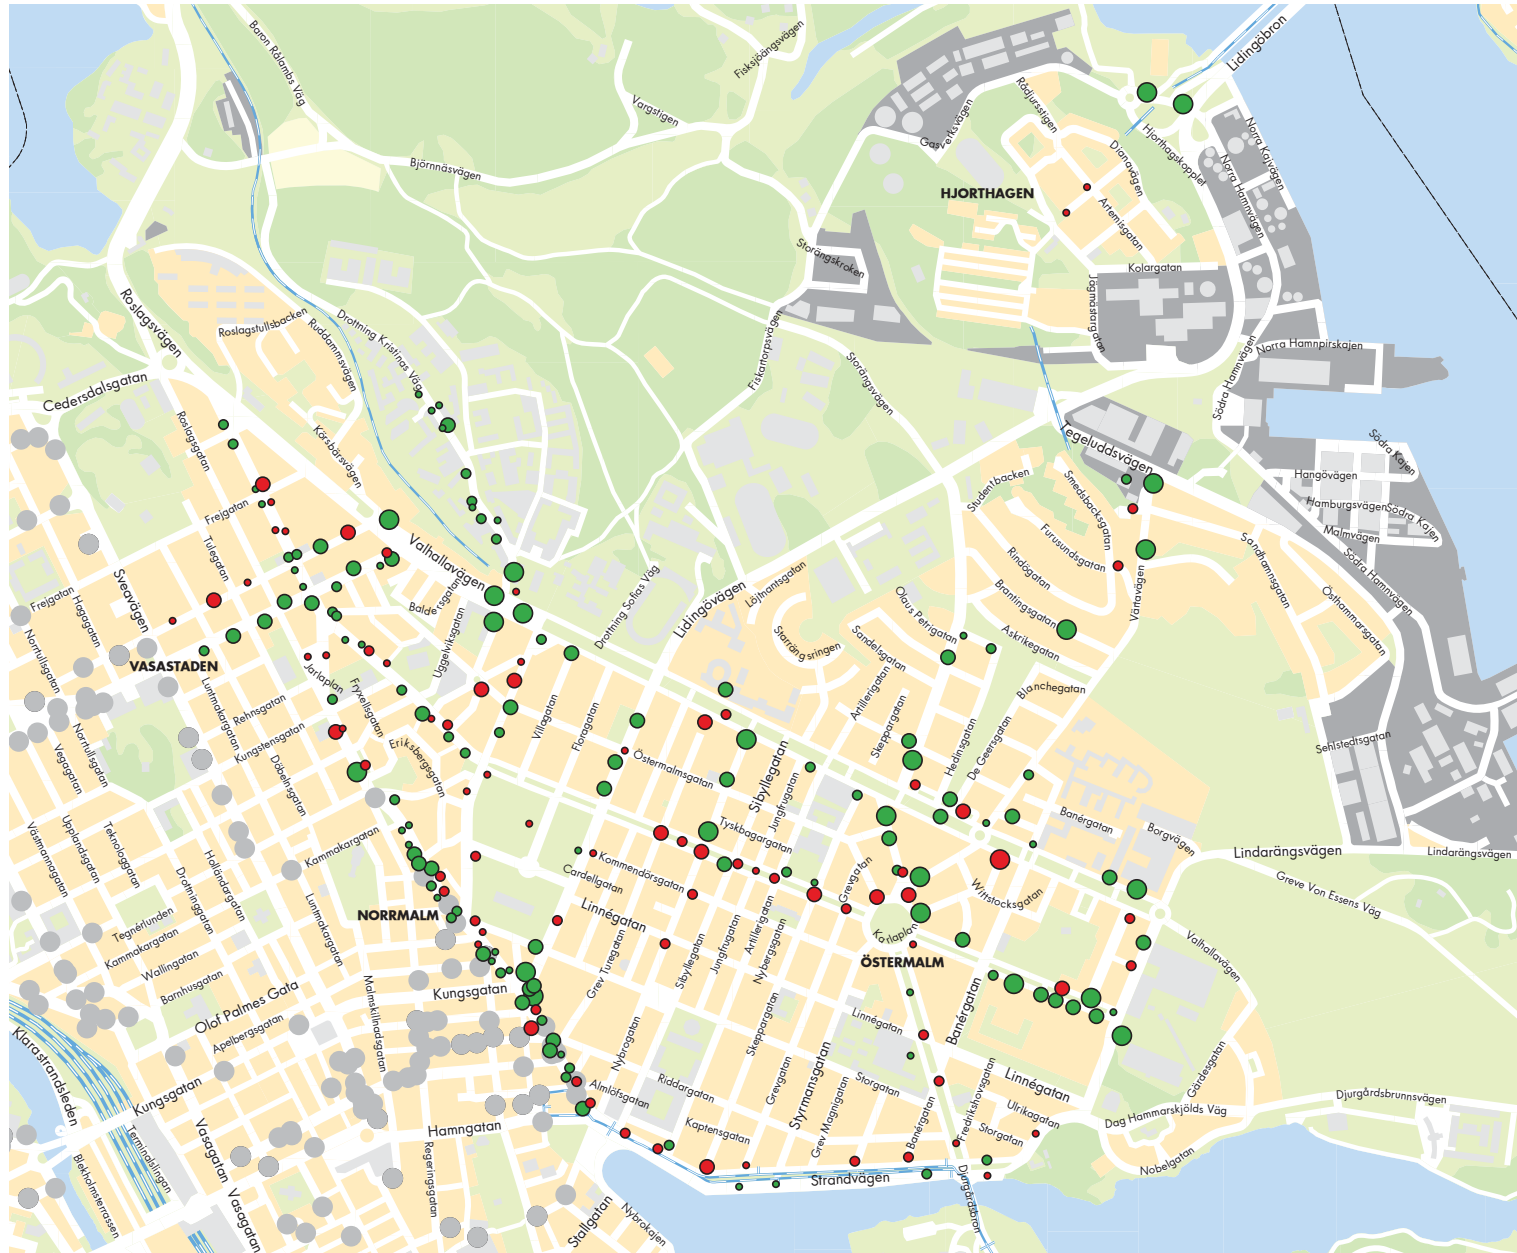 Baron Rålambs Väg
Fisksjöängsvägen
Lidingöbron
Vargstigen
Rådjursstigen
Gasverksvägen
Dianavägen
Hjorthagskopplet
Norra Kajvägen
Norra Hamnvägen
Björnnäsvägen
HJORTHAGEN
Artemisgatan
Storängskroken
Kolargatan
Jägmästargatan
Roslagsvägen
Roslagstullsbacken
Ruddammsvägen
Drottning Kristinas Väg
Fiskartorpsvägen
Storängsvägen
Norra Hamnpirskajen
Södra Hamnvägen
Cedersdalsgatan
Roslagsgatan
Körsbärsvägen
Tegeluddsvägen
Södra Kajen
Hangövägen
Hamburgsvägen
Södra Kajen
Malmvägen
Studentbacken
Smedsbacksgatan
Frejgatan
Tulegatan
Valhallavägen
Furusundsgatan
Rindögatan
Brantingsgatan
Sandhamnsgatan
Södra Hamnvägen
Östhammarsgatan
Sveavägen
Frejgatan
Hagagatan
Baldersgatan
Uggelviksgatan
Drottning Sofias Väg
Lidingövägen
Löjtnantsgatan
Starrängsringen
Sandelsgatan
Olaus Petrigatan
Askrikegatan
Värtavägen
Norrtullsgatan
VASASTADEN
Jarlaplan
Luntmakargatan
Rehnsgatan
Fryxellsgatan
Artillerigatan
Skeppargatan
Blanchegatan
Norrtullsgatan
Vegagatan
Kungstensgatan
Döbelnsgatan
Eriksbergsgatan
Villagatan
Floragatan
Östermalmsgatan
Sibyllegatan
Jungfrugatan
Hedinsgatan
De Geersgatan
Sehlstedtsgatan
Västmannagatan
Upplandsgatan
Teknologgatan
Kammakargatan
Tyskbagargatan
Banérgatan
Borgvägen
Lindarängsvägen
Lindarängsvägen
Drottninggatan
Holländargatan
Luntmakargatan
Kommendörsgatan
Cardellgatan
Grevgatan
Wittstocksgatan
Greve Von Essens Väg
Tegnérlunden
Kammakargatan
NORRMALM
Linnégatan
Karlaplan
ÖSTERMALM
Valhallavägen
Wallingatan
Barnhusgatan
Malmskillnadsgatan
Kungsgatan
Grev Turegatan
Sibyllegatan
Jungfrugatan
Artillerigatan
Nybergsgatan
Olof Palmes Gata
Apelbergsgatan
Skeppargatan
Linnégatan
Banérgatan
Klarastrandsleden
Kungsgatan
Nybrogatan
Riddargatan
Almlöfsgatan
Grevgatan
Styrmansgatan
Grev Magnigatan
Storgatan
Linnégatan
Gärdesgatan
Vasagatan
Terminalslingan
Hamngatan
Kaptensgatan
Banérgatan
Fredrikshovsgatan
Ulrikagatan
Storgatan
Dag Hammarskjölds Väg
Djurgårdsbrunnsvägen
Blekholmsterrassen
Vasagatan
Regeringsgatan
Nobelgatan
Strandvägen
Djurgårdsbron
Stallgatan
Nybrokajen